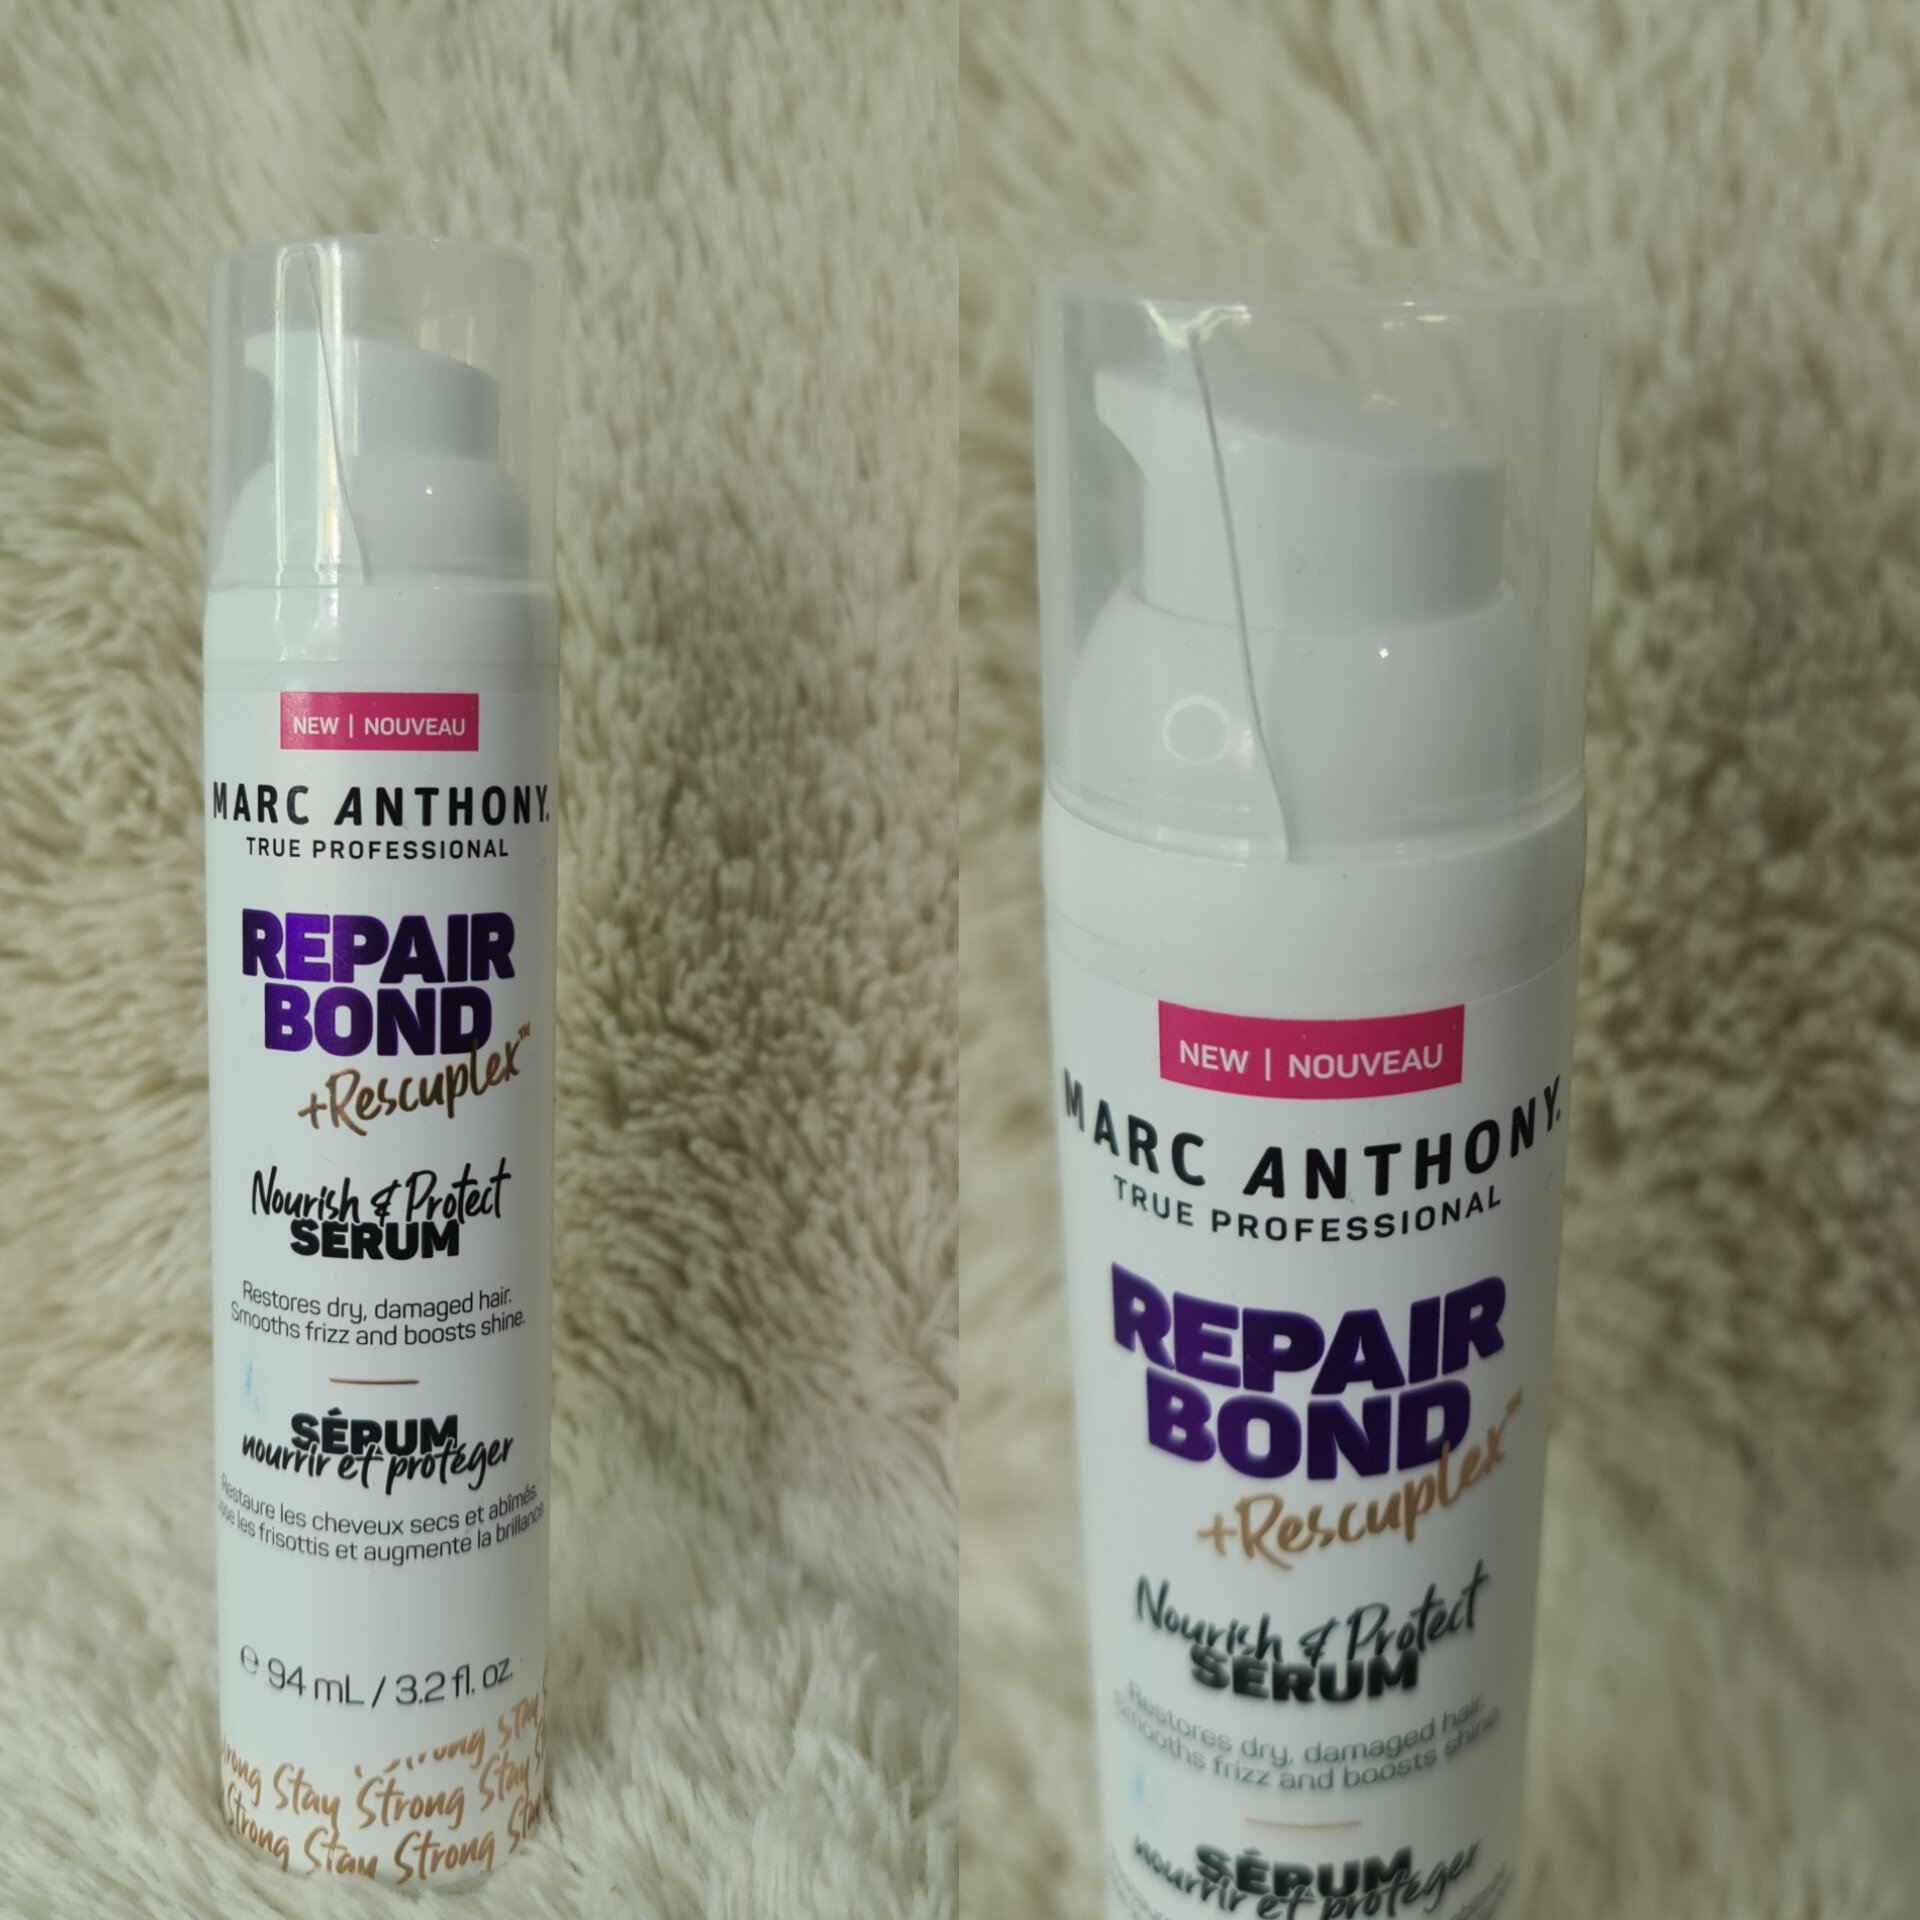 NEW | NOUVEAU
MARC ANTHONY.
TRUE PROFESSIONAL
REPAIR
BOND
+Rescuplex™
Nourish & Protect
SERUM
Restores dry, damaged hair.
Smooths frizz and boosts shine.
SÉRUM
nourrir et protéger
Restaure les cheveux secs et abîmés.
les frisottis et augmente la brillance
℮ 94 mL / 3.2 fl. oz.
Strong Stay
Stay Strong Stay
Strong Stay Strong
NEW | NOUVEAU
MARC ANTHONY.
TRUE PROFESSIONAL
REPAIR
BOND
+Rescuplex™
Nourish & Protect
SERUM
Restores dry, damaged hair.
Smooths frizz and boosts shine.
SÉRUM
nourrir et protéger